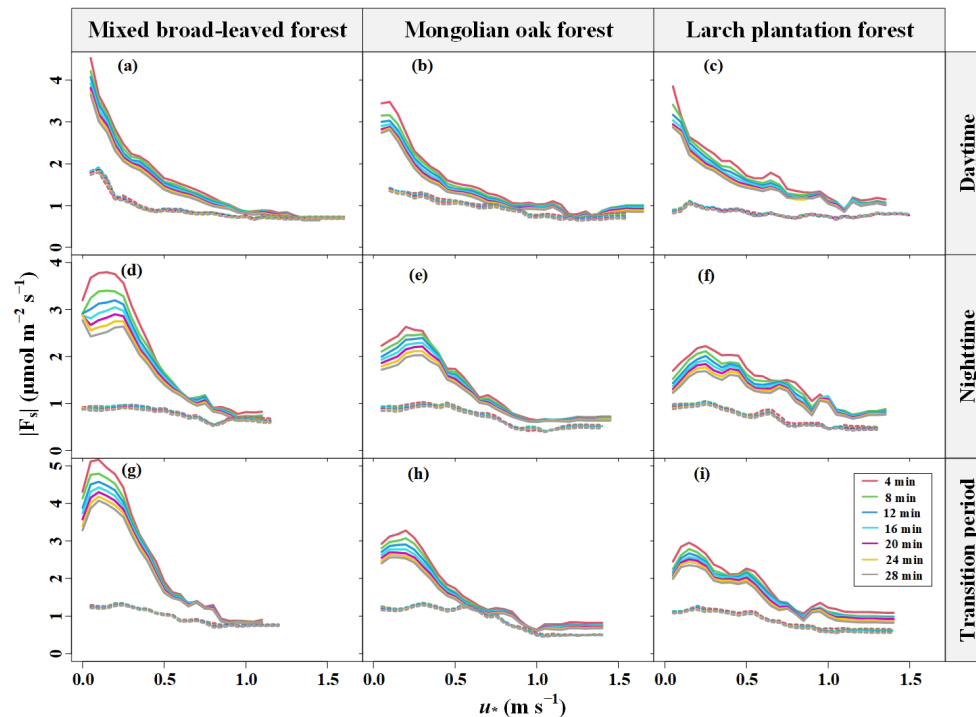 Mixed broad-leaved forest Mongolian oak forest Larch plantation forest
(a) (b) (c)
4
3
2
1
0
Daytime
(d) (e) (f)
4
3
2
1
0
Nighttime
(g) (h) (i)
5
4
3
2
1
0
Transition period
|Fs| (μmol m−2 s−1)
4 min
8 min
12 min
16 min
20 min
24 min
28 min
0.0 0.5 1.0 1.5 0.0 0.5 1.0 1.5 0.0 0.5 1.0 1.5
u* (m s−1)